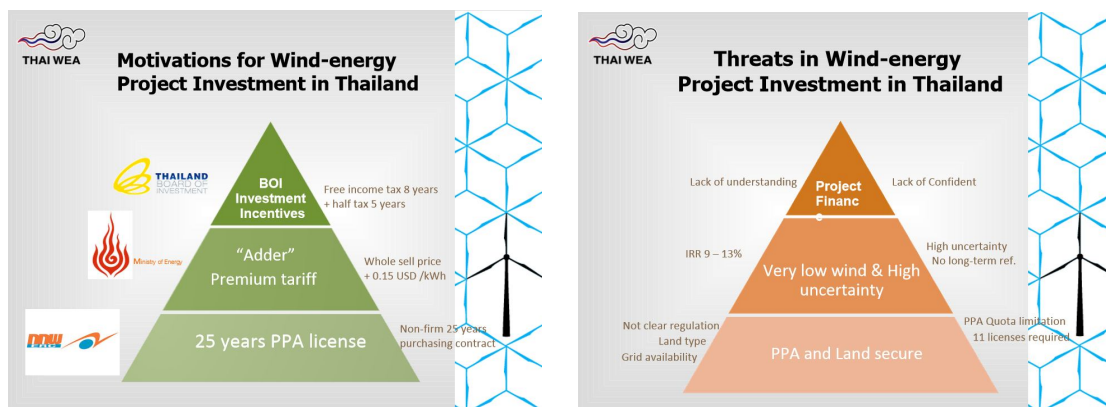 THAI WEA
Motivations for Wind-energy
Project Investment in Thailand
THAILAND
BOARD OF
INVESTMENT
BOI
Investment
Incentives
Free income tax 8 years
+ half tax 5 years
Ministry of Energy
“Adder”
Premium tariff
Whole sell price
+ 0.15 USD /kWh
25 years PPA license
Non-firm 25 years
purchasing contract
THAI WEA
Threats in Wind-energy
Project Investment in Thailand
Lack of understanding
Project
Financ
e
Lack of Confident
IRR 9 – 13%
Very low wind & High
uncertainty
High uncertainty
No long-term ref.
Not clear regulation
Land type
Grid availability
PPA and Land secure
PPA Quota limitation
11 licenses required